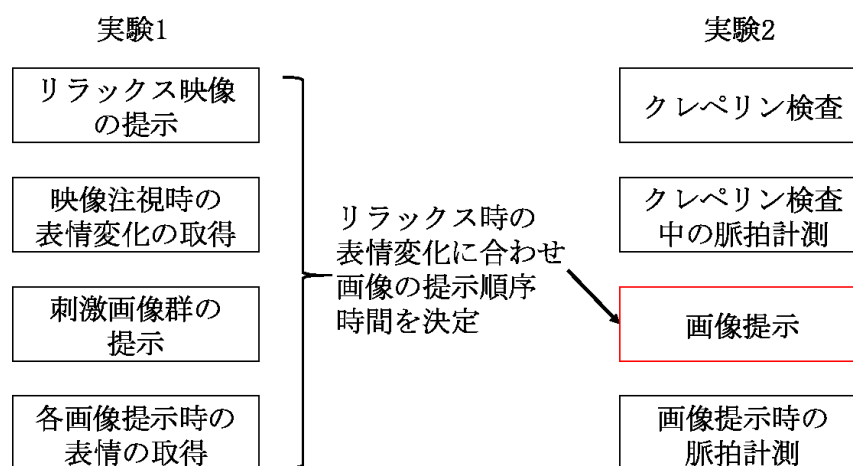 実験1
リラックス映像
の提示
映像注視時の
表情変化の取得
刺激画像群の
提示
各画像提示時の
表情の取得
リラックス時の
表情変化に合わせ
画像の提示順序
時間を決定
実験2
クレペリン検査
クレペリン検査
中の脈拍計測
画像提示
画像提示時の
脈拍計測